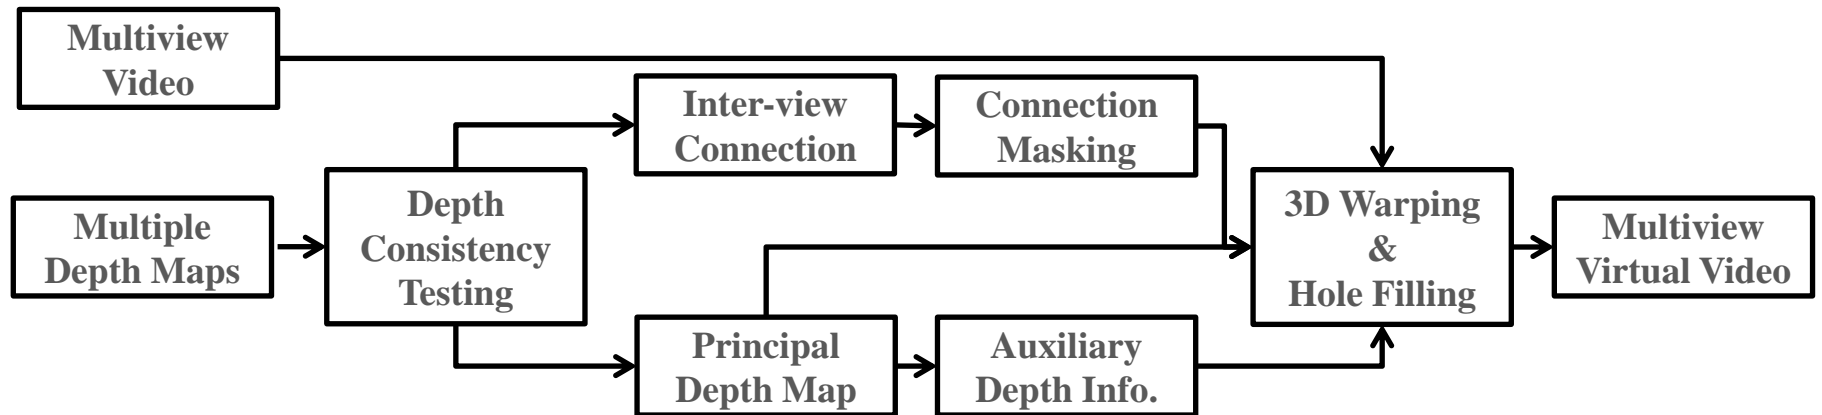 Multiview
Video
Inter-view
Connection
Connection
Masking
Multiple
Depth Maps
Depth
Consistency
Testing
3D Warping
&
Hole Filling
Multiview
Virtual Video
Principal
Depth Map
Auxiliary
Depth Info.